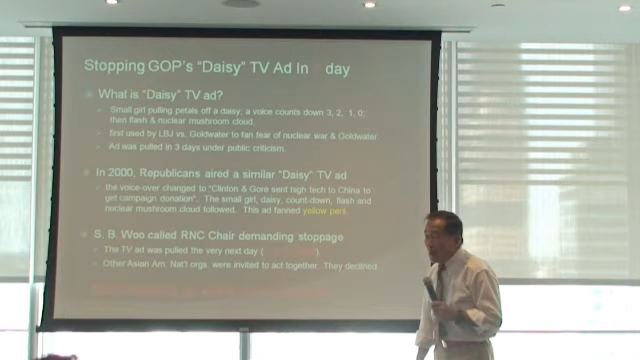 Stopping GOP's "Daisy" TV Ad In day
What is "Daisy" TV ad?
Small girl pulling petals off a daisy; a voice counts down 3, 2, 1, 0;
then flash & nuclear mushroom cloud.
first used by LBJ vs. Goldwater to fan fear of nuclear war & Goldwater.
Ad was pulled in 3 days under public criticism.
In 2000, Republicans aired a similar "Daisy" TV ad
the voice-over changed to "Clinton & Gore sent high tech to China to
get campaign donation". The small girl, daisy, count-down, flash and
nuclear mushroom cloud followed. This ad fanned yellow peril.
S. B. Woo called RNC Chair demanding stoppage
The TV ad was pulled the very next day ( )
Other Asian Am. Nat'l orgs. were invited to act together. They declined.